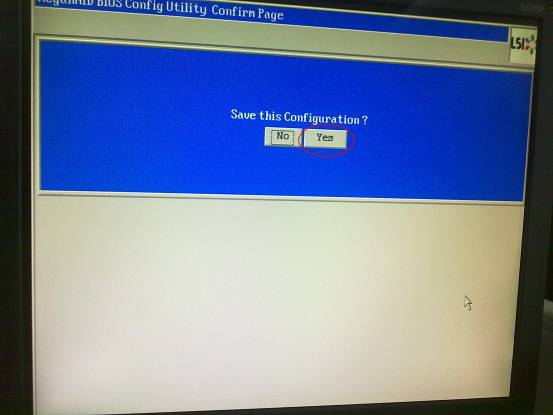 MegaRAID BIOS Config Utility Confirm Page
LSI
Save this Configuration ?
No
Yes